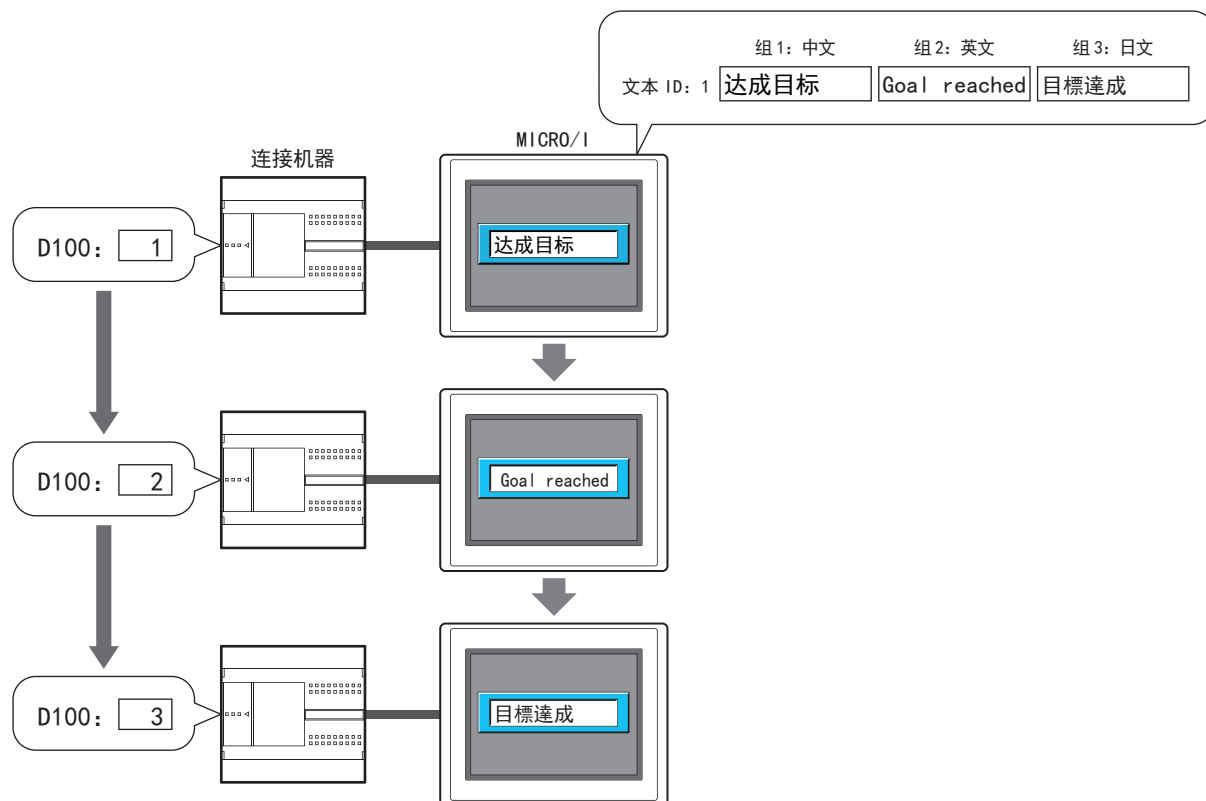 组1：中文 组2：英文 组3：日文
文本 ID：1 达成目标 Goal reached 目標達成
MICRO/I
连接机器
D100： 1
达成目标
D100： 2
Goal reached
D100： 3
目標達成